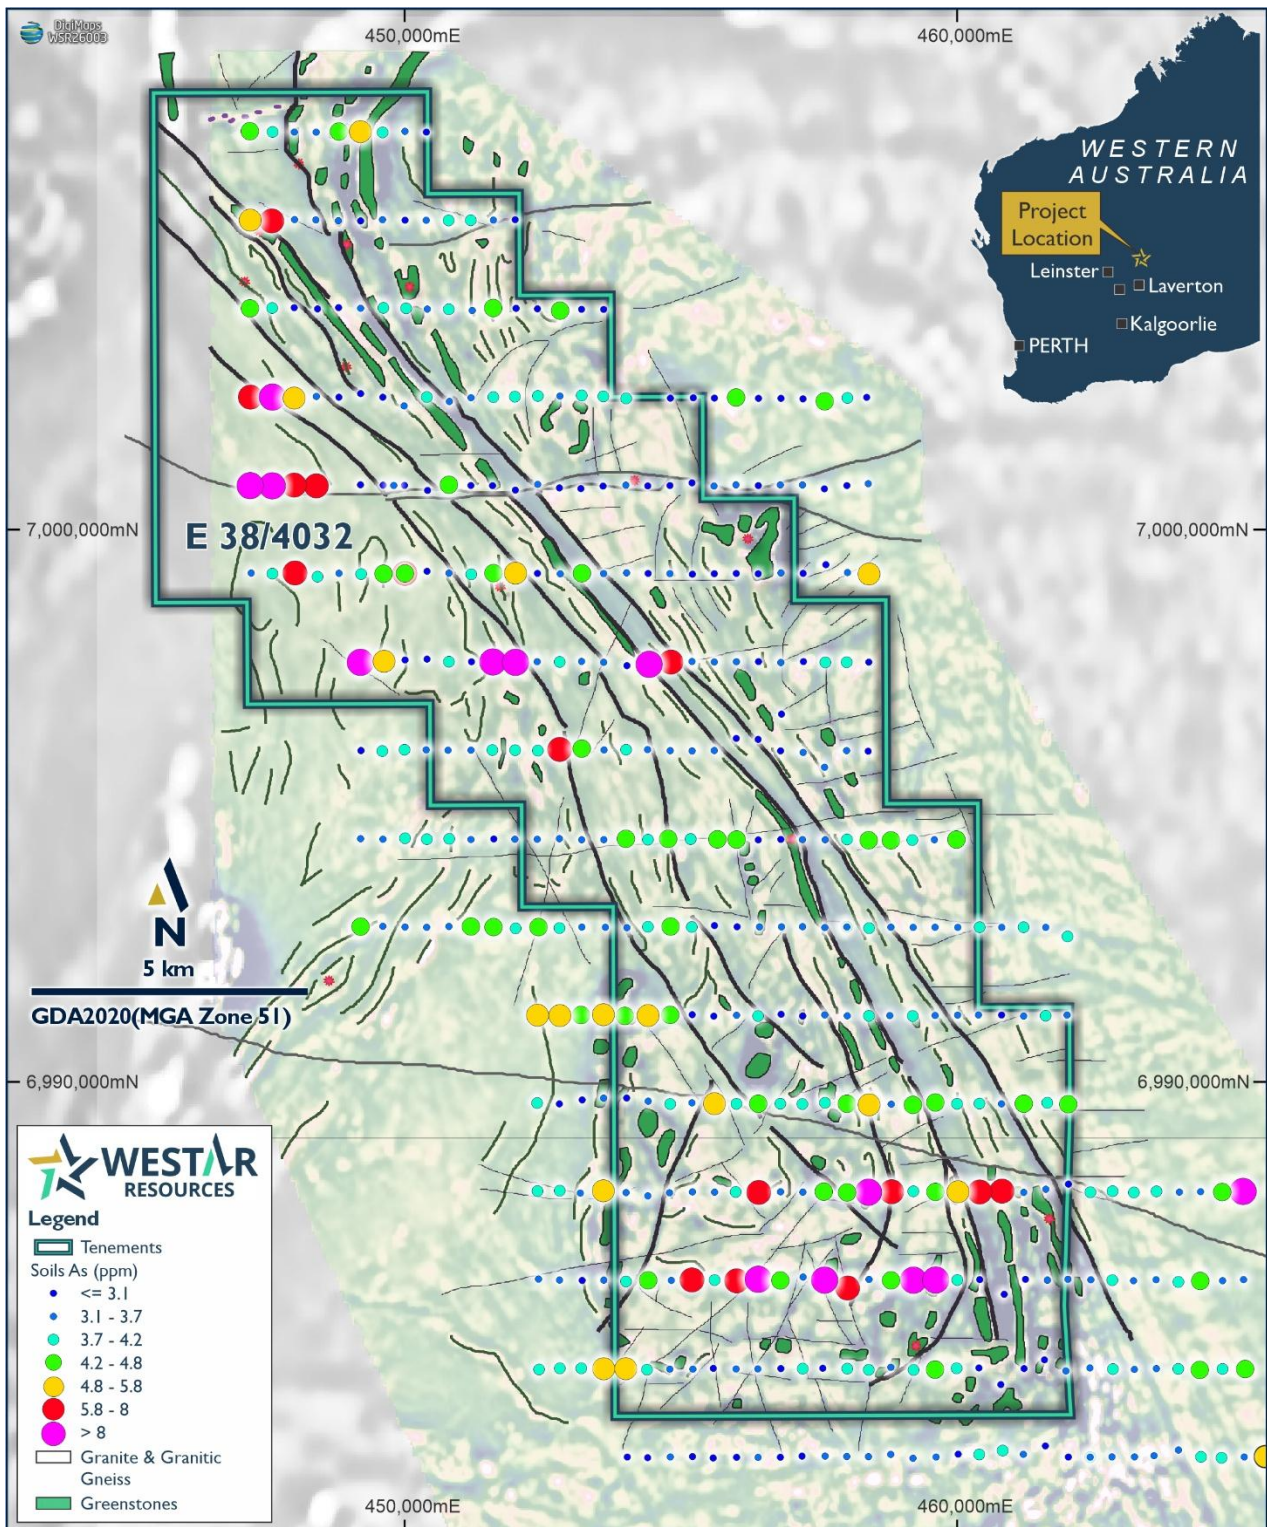 DigiMaps
WSR26003
450,000mE
460,000mE
WESTERN
AUSTRALIA
Project
Location
Leinster
Laverton
Kalgoorlie
PERTH
7,000,000mN
7,000,000mN
E 38/4032
N
5 km
GDA2020(MGA Zone 51)
6,990,000mN
6,990,000mN
WESTAR
RESOURCES
Legend
Tenements
Soils As (ppm)
<= 3.1
3.1 - 3.7
3.7 - 4.2
4.2 - 4.8
4.8 - 5.8
5.8 - 8
> 8
Granite & Granitic
Gneiss
Greenstones
450,000mE
460,000mE